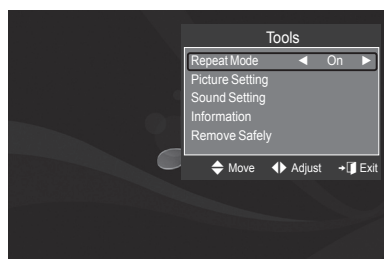 Tools
Repeat Mode ◀ On ▶
Picture Setting
Sound Setting
Information
Remove Safely
Move Adjust Exit